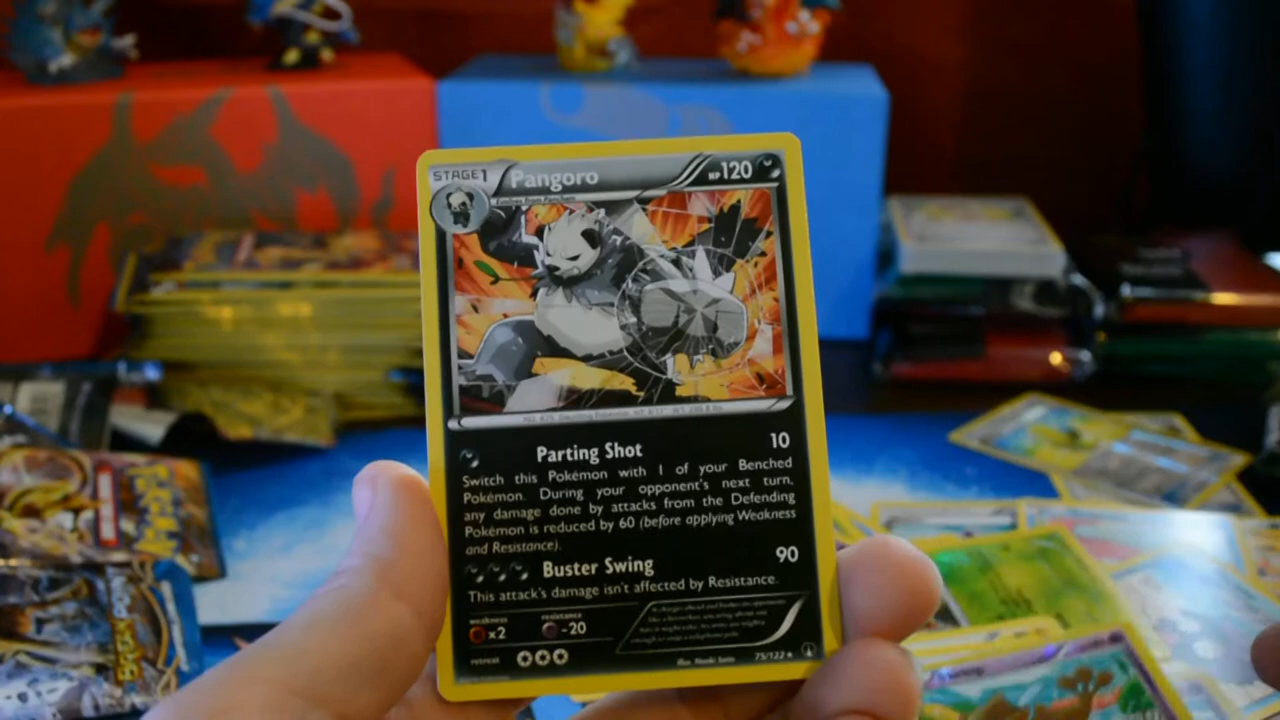 STAGE1 Pangoro HP120
Evolves from Pancham
Parting Shot 10
Switch this Pokémon with 1 of your Benched
Pokémon. During your opponent's next turn,
any damage done by attacks from the Defending
Pokémon is reduced by 60 (before applying Weakness
and Resistance).
Buster Swing 90
This attack's damage isn't affected by Resistance.
weakness resistance
x2 -20
retreat
75/122